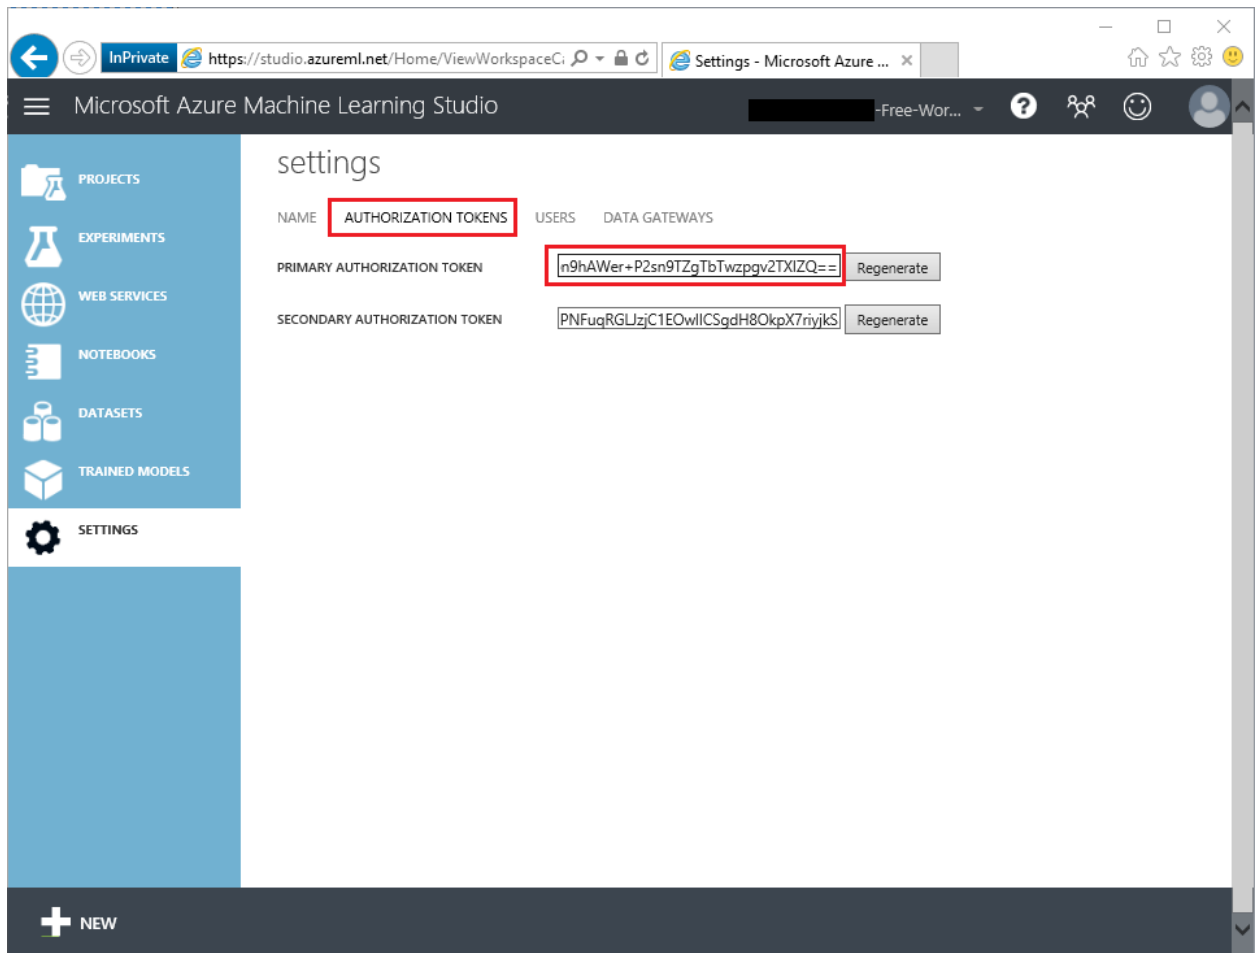 InPrivate https://studio.azureml.net/Home/ViewWorkspaceCa Settings - Microsoft Azure ...
Microsoft Azure Machine Learning Studio -Free-Wor... ?
settings
PROJECTS
EXPERIMENTS
WEB SERVICES
NOTEBOOKS
DATASETS
TRAINED MODELS
SETTINGS
NAME AUTHORIZATION TOKENS USERS DATA GATEWAYS
PRIMARY AUTHORIZATION TOKEN n9hAWer+P2sn9TZgTbTwzpgv2TXIZQ== Regenerate
SECONDARY AUTHORIZATION TOKEN Regenerate
NEW